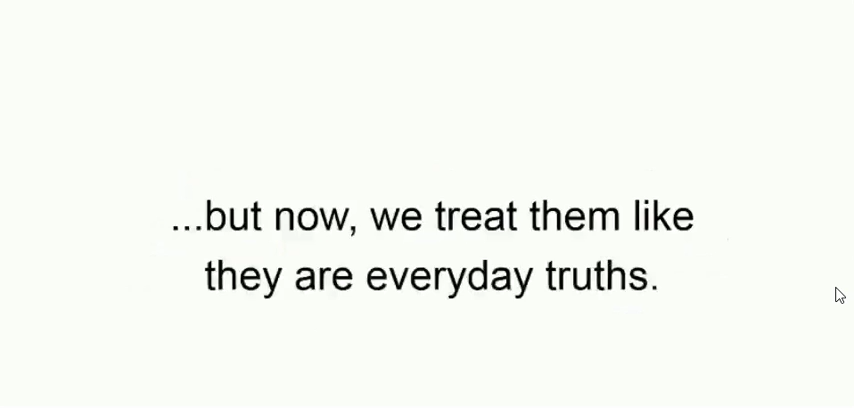 ...but now, we treat them like
they are everyday truths.